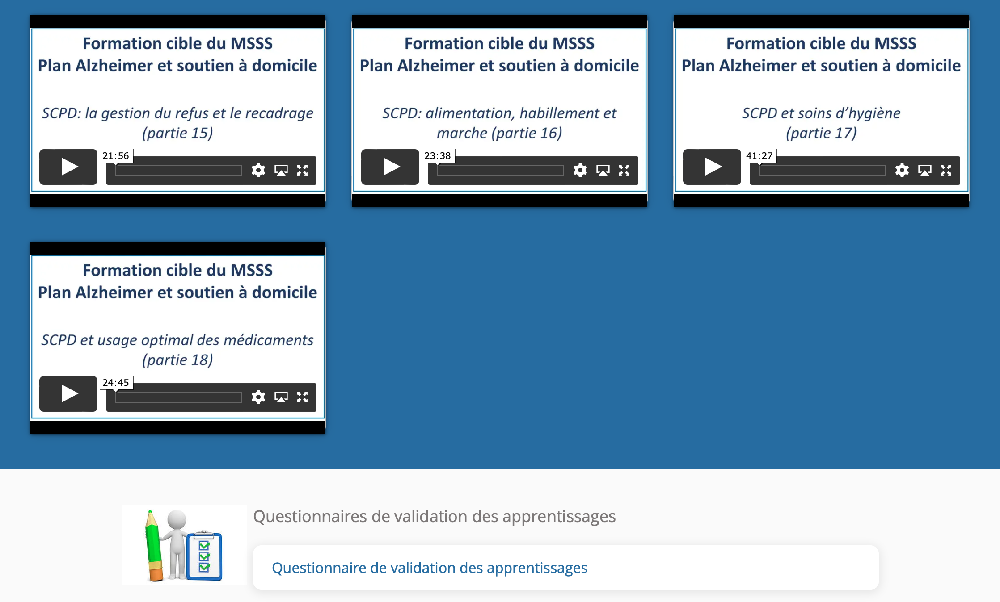 Formation cible du MSSS
Plan Alzheimer et soutien à domicile
SCPD: la gestion du refus et le recadrage
(partie 15)
21:56
Formation cible du MSSS
Plan Alzheimer et soutien à domicile
SCPD: alimentation, habillement et
marche (partie 16)
23:38
Formation cible du MSSS
Plan Alzheimer et soutien à domicile
SCPD et soins d’hygiène
(partie 17)
41:27
Formation cible du MSSS
Plan Alzheimer et soutien à domicile
SCPD et usage optimal des médicaments
(partie 18)
24:45
Questionnaires de validation des apprentissages
Questionnaire de validation des apprentissages